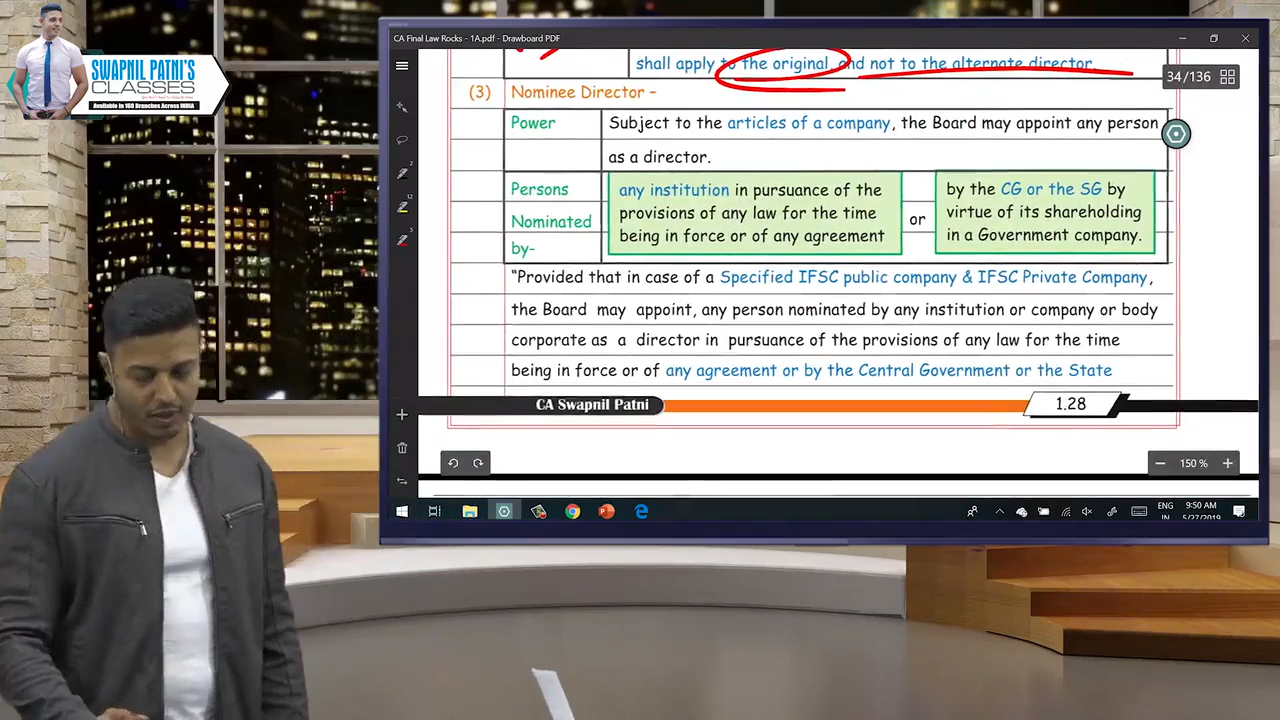 SWAPNIL PATNI'S
CLASSES
Available in 160 Branches Across INDIA
CA Final Law Rocks - 1A.pdf - Drawboard PDF
shall apply to the original and not to the alternate director.
34/136
(3) Nominee Director –
Power Subject to the articles of a company, the Board may appoint any person
as a director.
Persons
Nominated
by-
any institution in pursuance of the
provisions of any law for the time
being in force or of any agreement
or
by the CG or the SG by
virtue of its shareholding
in a Government company.
“Provided that in case of a Specified IFSC public company & IFSC Private Company,
the Board may appoint, any person nominated by any institution or company or body
corporate as a director in pursuance of the provisions of any law for the time
being in force or of any agreement or by the Central Government or the State
CA Swapnil Patni
1.28
150 %
ENG
IN
9:50 AM
5/27/2019